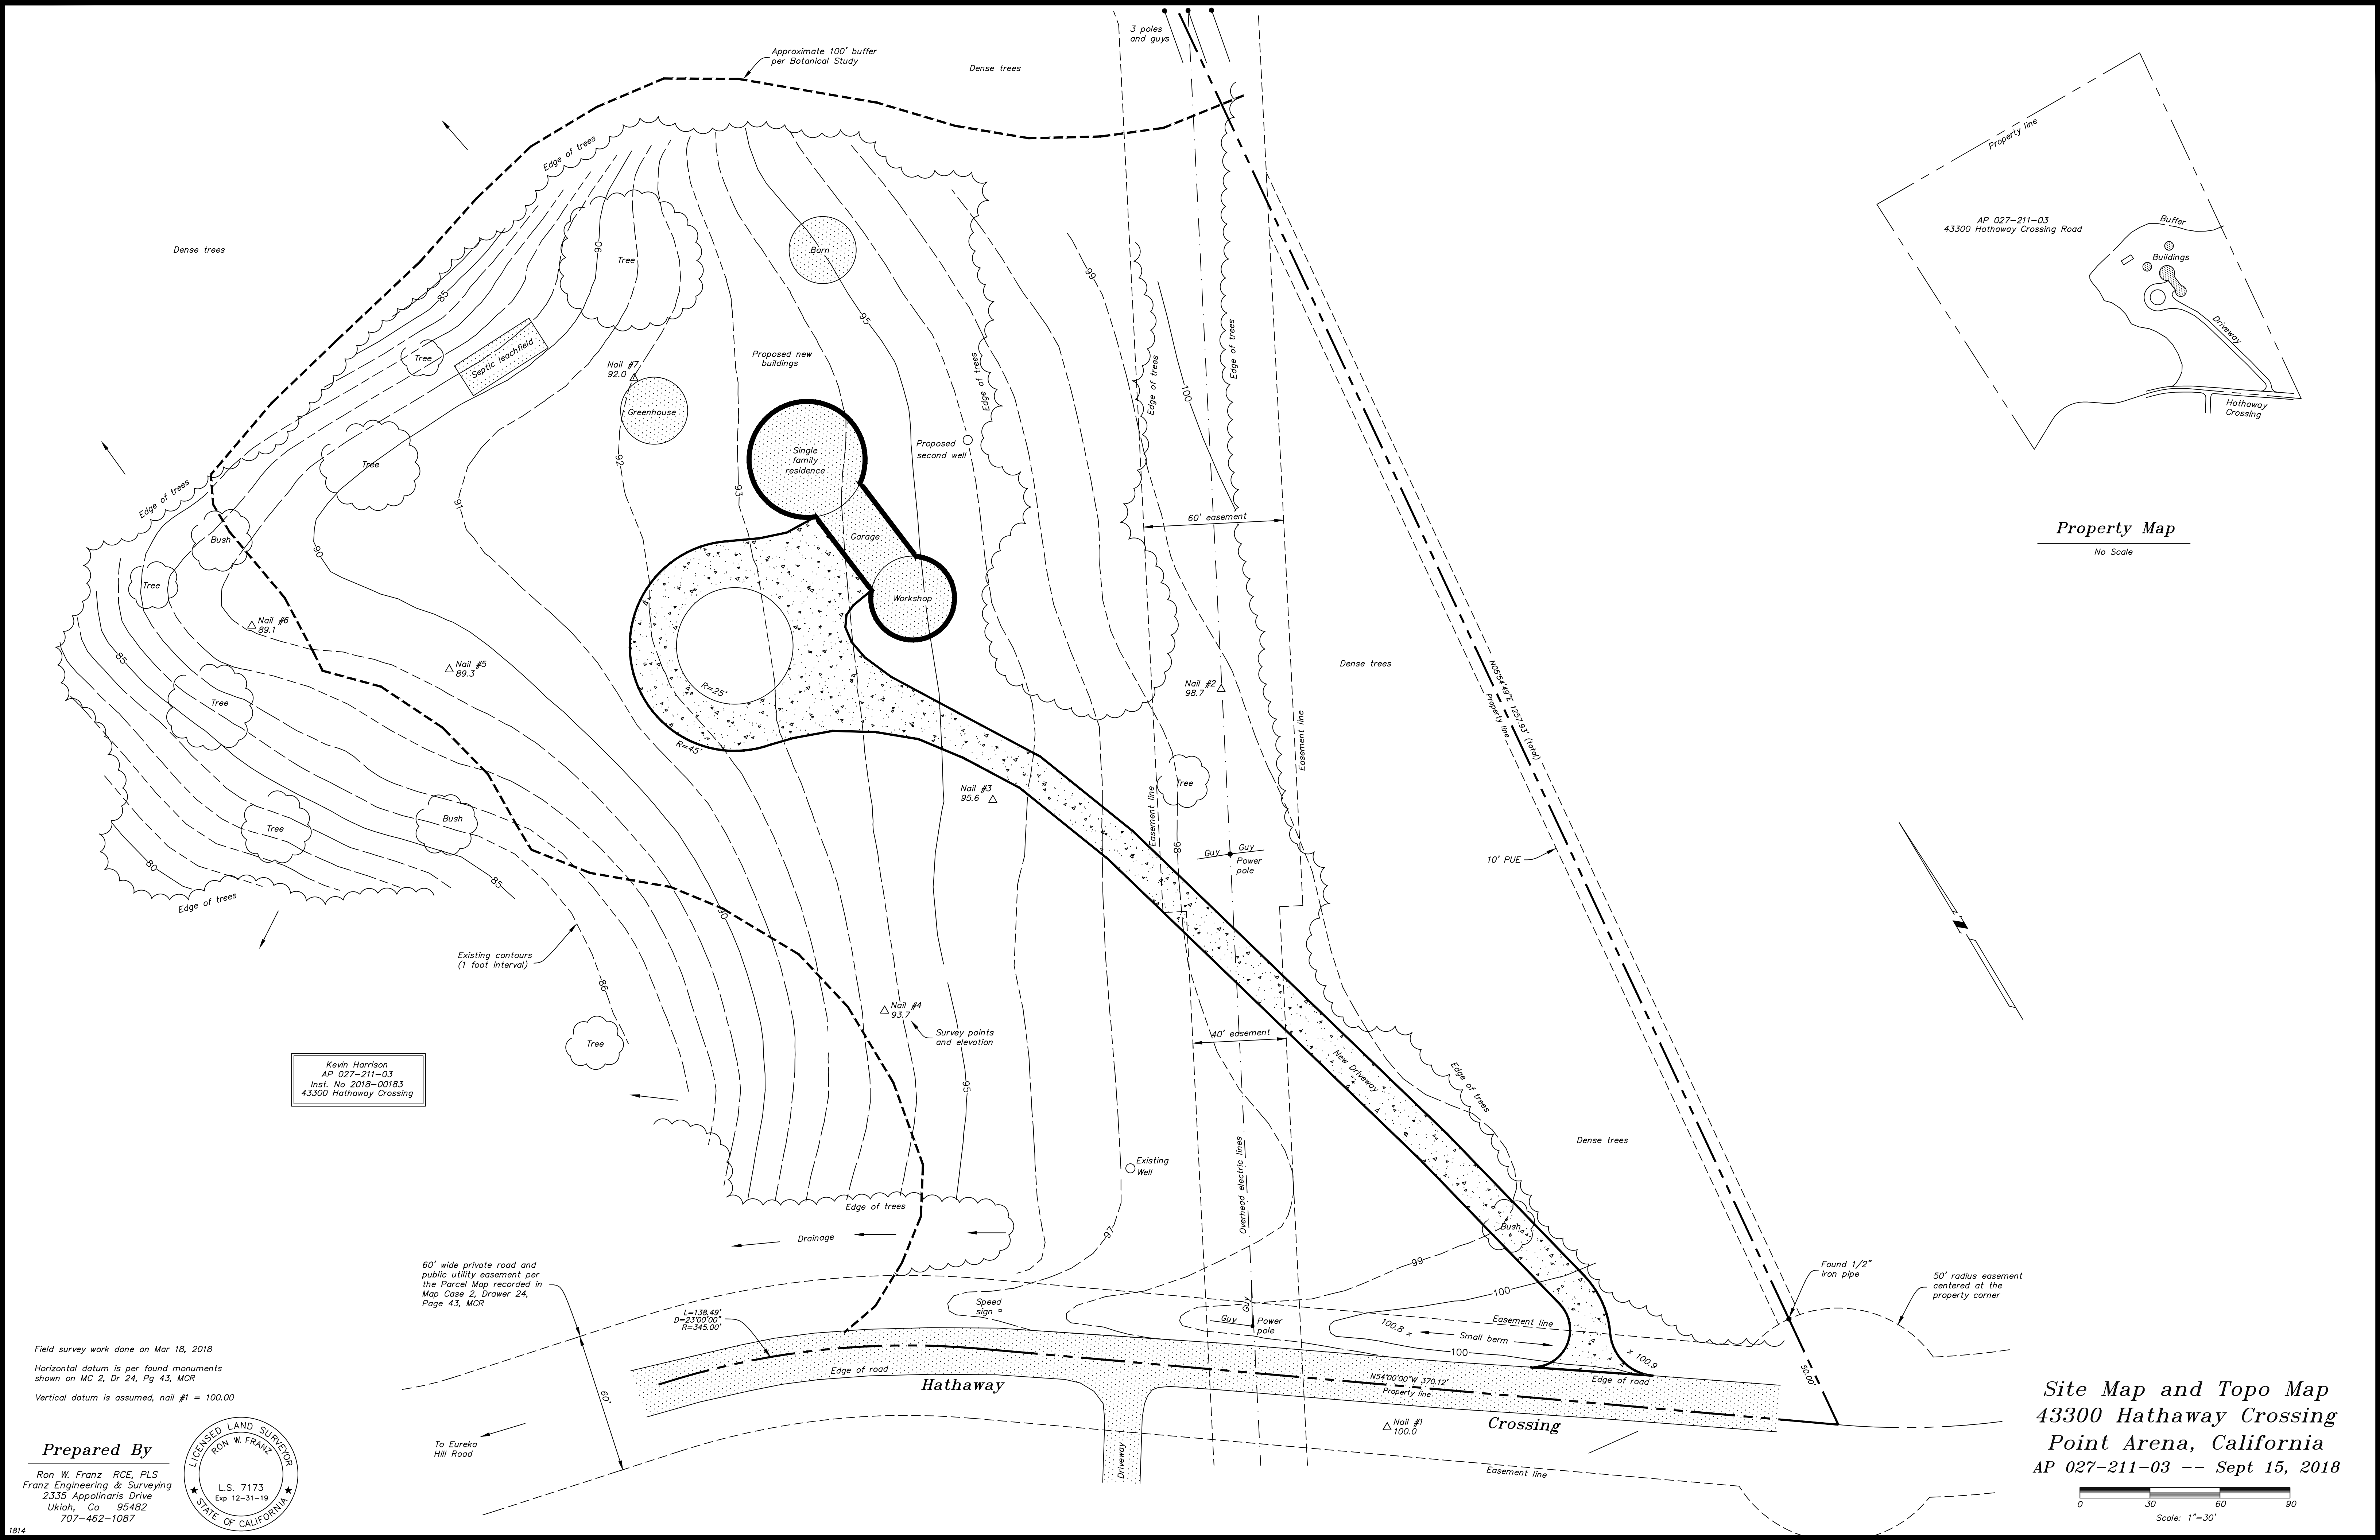 3 poles
and guys
Approximate 100' buffer
per Botanical Study
Dense trees
Edge of trees
Dense trees
90
Tree
Barn
85
95
99
Septic leachfield
Tree
Proposed new
buildings
Nail #7
92.0
Greenhouse
Edge of trees
Edge of trees
Edge of trees
100
Single
family
residence
Proposed
second well
Tree
92
93
91
Edge of trees
60' easement
Bush
Garage
90
Tree
Workshop
Nail #6
89.1
Nail #5
89.3
85
Dense trees
Nail #2
98.7
R=25'
R=45'
Tree
N05°54'49"E 1257.93' (total)
Property line
Easement line
Nail #3
95.6
Tree
Easement line
98
Tree
Bush
Guy
Guy
Power
pole
10' PUE
80
85
Edge of trees
90
Existing contours
(1 foot interval)
86
Nail #4
93.7
Survey points
and elevation
40' easement
Tree
New Driveway
Edge of trees
Kevin Harrison
AP 027-211-03
Inst. No 2018-00183
43300 Hathaway Crossing
95
Dense trees
Overhead electric lines
Existing
Well
Edge of trees
Bush
Drainage
97
99
60' wide private road and
public utility easement per
the Parcel Map recorded in
Map Case 2, Drawer 24,
Page 43, MCR
Found 1/2"
iron pipe
50' radius easement
centered at the
property corner
100
Speed
sign
Guy
Guy
Power
pole
Easement line
L=138.49'
D=23°00'00"
R=345.00'
100.8 x
Small berm
100
x 100.9
Edge of road
N54°00'00"W 370.12'
Property line
Edge of road
50.00'
60'
Hathaway
Crossing
Nail #1
100.0
To Eureka
Hill Road
Driveway
Easement line
Property line
AP 027-211-03
43300 Hathaway Crossing Road
Buffer
Buildings
Driveway
Hathaway
Crossing
Property Map
No Scale
Field survey work done on Mar 18, 2018
Horizontal datum is per found monuments
shown on MC 2, Dr 24, Pg 43, MCR
Vertical datum is assumed, nail #1 = 100.00
Prepared By
Ron W. Franz RCE, PLS
Franz Engineering & Surveying
2335 Appolinaris Drive
Ukiah, Ca 95482
707-462-1087
LICENSED LAND SURVEYOR
RON W. FRANZ
L.S. 7173
Exp 12-31-19
STATE OF CALIFORNIA
1814
Site Map and Topo Map
43300 Hathaway Crossing
Point Arena, California
AP 027-211-03 -- Sept 15, 2018
0 30 60 90
Scale: 1"=30'